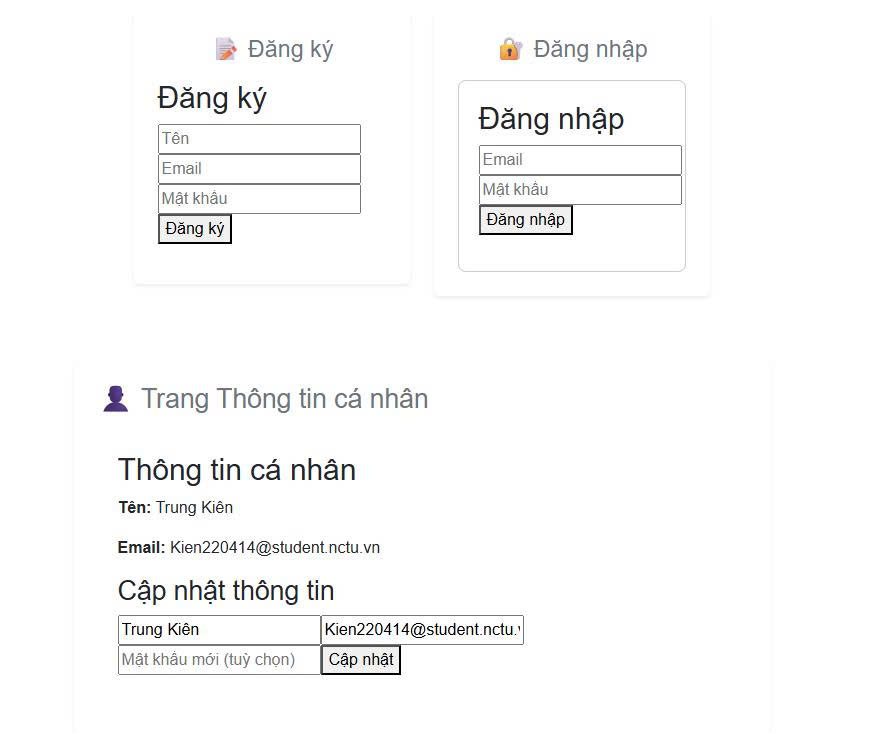 Đăng ký
Đăng ký
Tên
Email
Mật khẩu
Đăng ký
Đăng nhập
Đăng nhập
Email
Mật khẩu
Đăng nhập
Trang Thông tin cá nhân
Thông tin cá nhân
Tên: Trung Kiên
Email: Kien220414@student.nctu.vn
Cập nhật thông tin
Trung Kiên Kien220414@student.nctu.
Mật khẩu mới (tuỳ chọn) Cập nhật